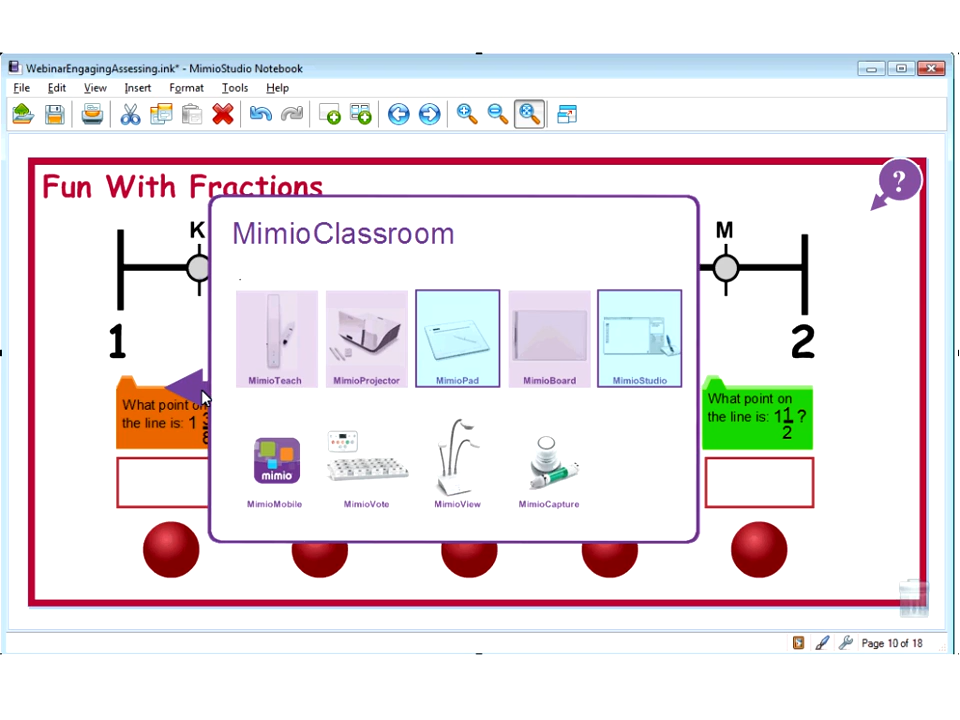 WebinarEngagingAssessing.ink* - MimioStudio Notebook
File Edit View Insert Format Tools Help
Fun With Fractions
?
K
M
MimioClassroom
1
2
MimioTeach MimioProjector MimioPad MimioBoard MimioStudio
What point on
the line is: 1
What point on
the line is: 1 1/2 ?
mimio
MimioMobile MimioVote MimioView MimioCapture
Page 10 of 18